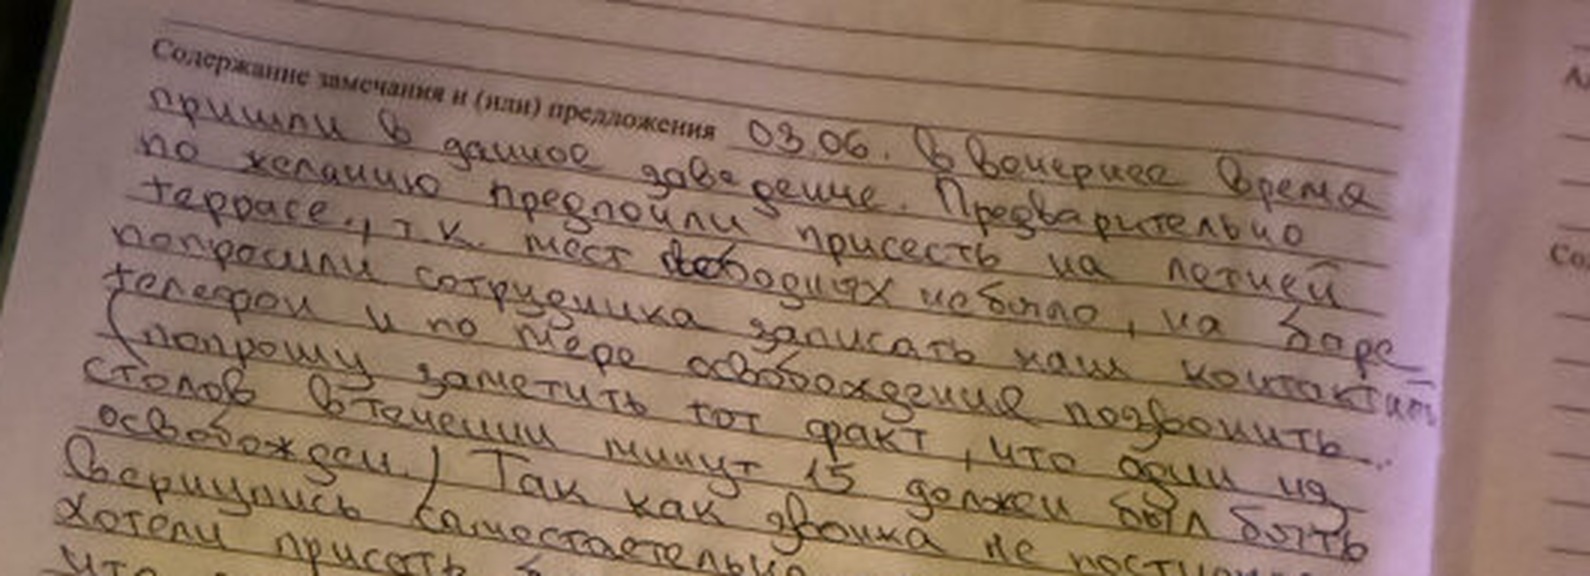 Содержание замечания и (или) предложения 03.06. В вечернее время
пришли в данное заведение. Предварительно
по желанию предпочли присесть на летней
террасе., т.к. мест свободных не было, на баре
попросили сотрудника записать наш контактный
телефон и по мере освобождения позвонить.
(попрошу заметить тот факт, что один из
столов в течении минут 15 должен был быть
освобожден.) Так как звонка не
Вернулись самостоятельно
хотели присесть
что